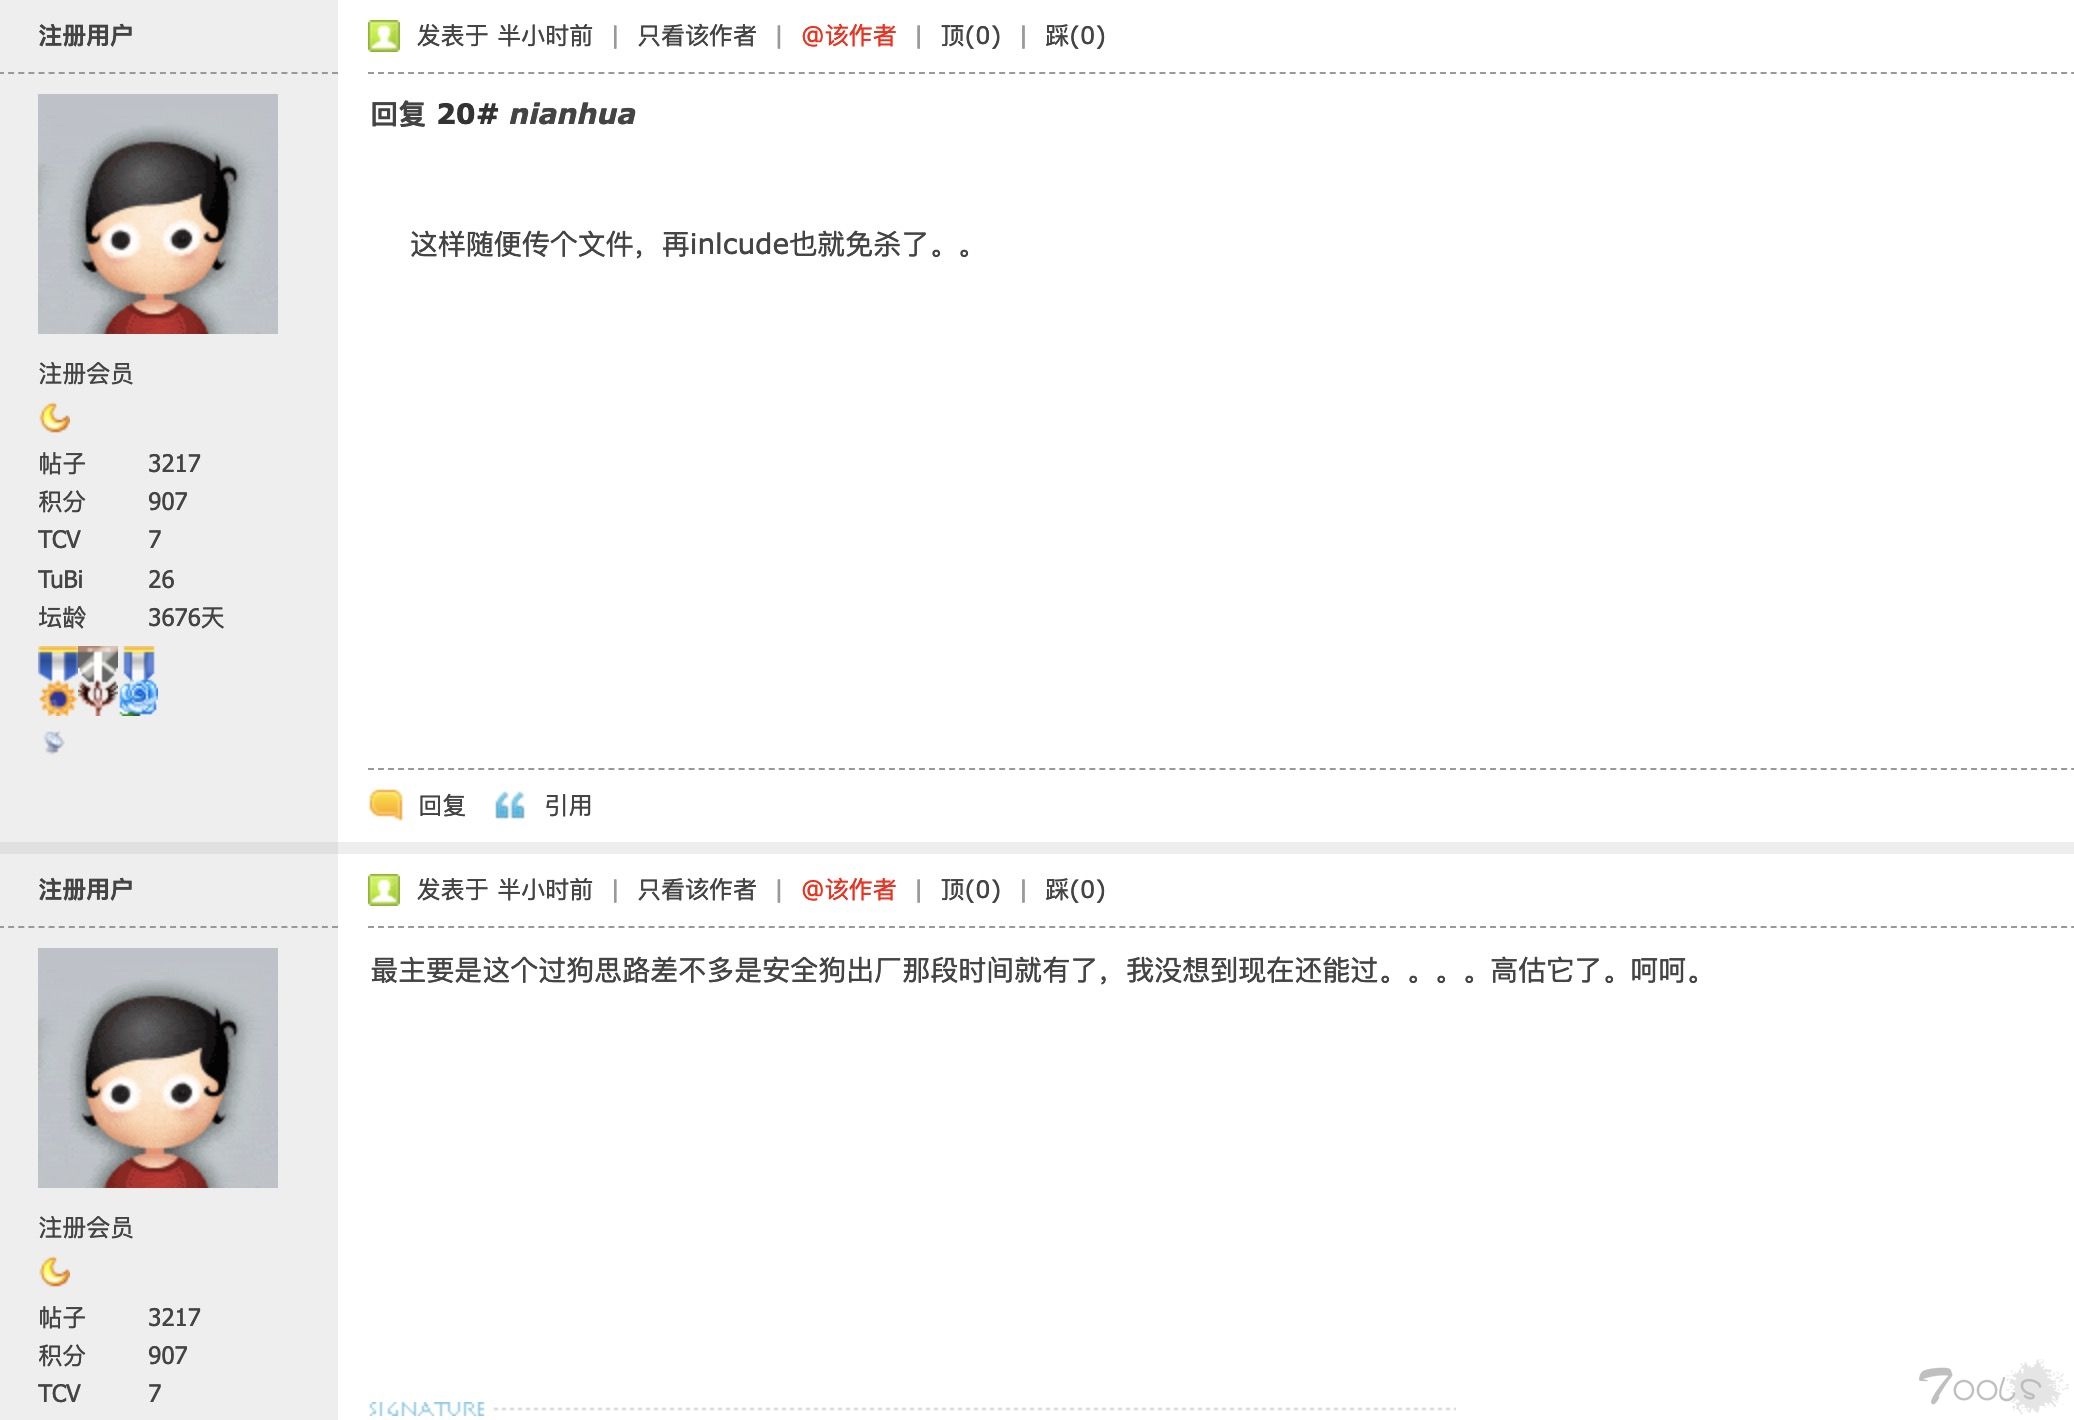 注册用户
发表于 半小时前 | 只看该作者 | @该作者 | 顶(0) | 踩(0)
回复 20# nianhua
这样随便传个文件，再inlcude也就免杀了。。
注册会员
帖子 3217
积分 907
TCV 7
TuBi 26
坛龄 3676天
回复 引用
注册用户
发表于 半小时前 | 只看该作者 | @该作者 | 顶(0) | 踩(0)
最主要是这个过狗思路差不多是安全狗出厂那段时间就有了，我没想到现在还能过。。。。高估它了。呵呵。
注册会员
帖子 3217
积分 907
TCV 7
SIGNATURE
TOOLS